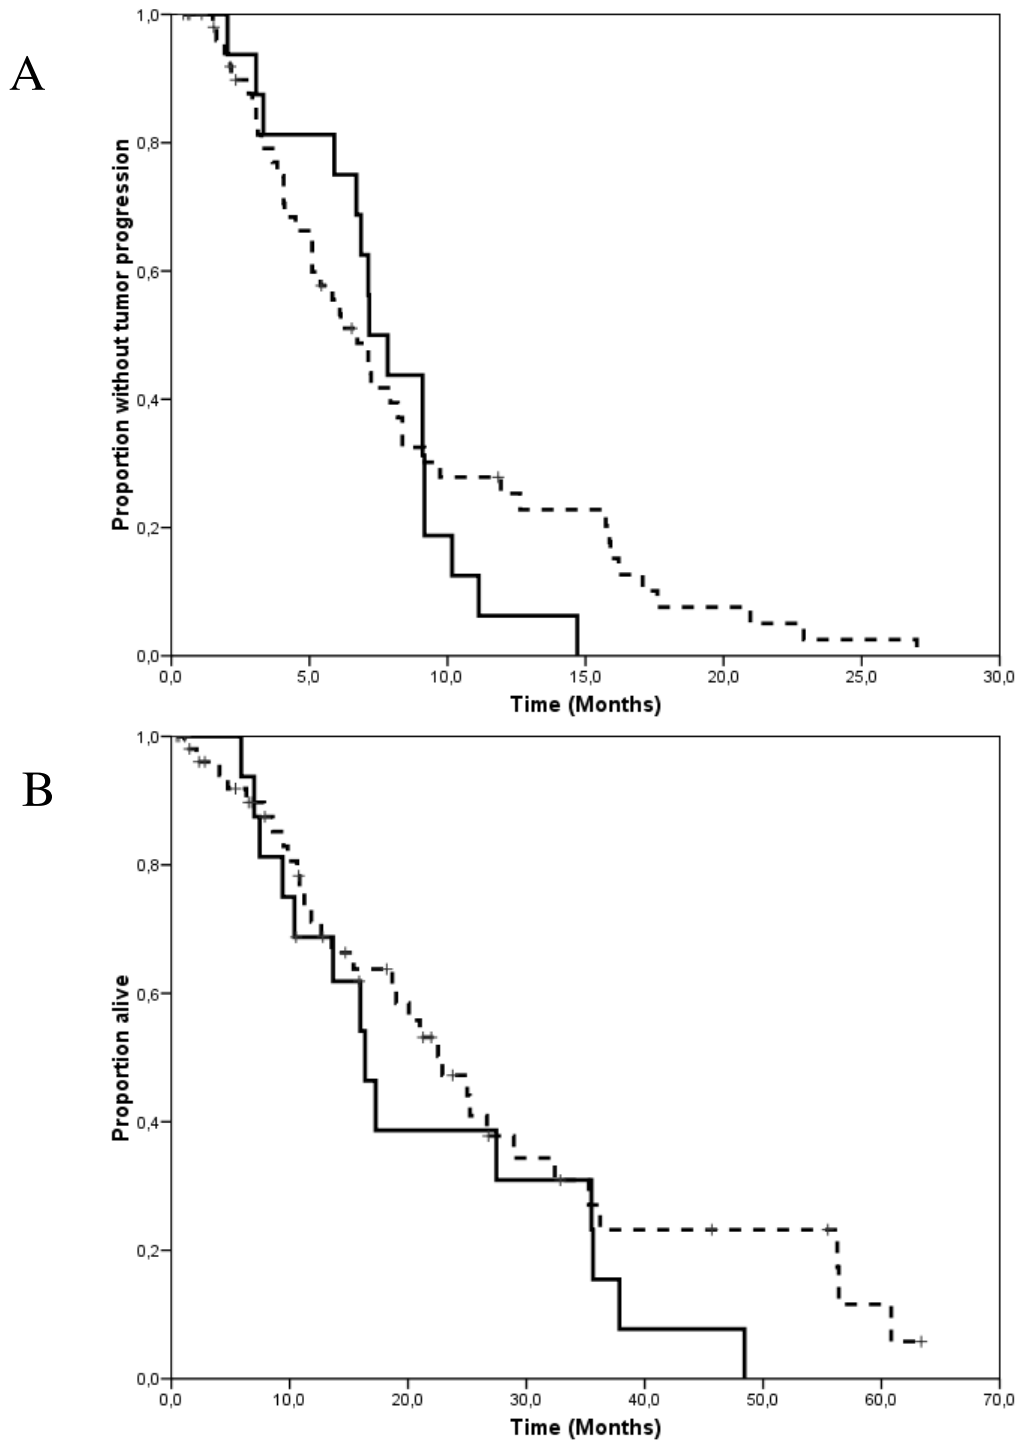 A
Proportion without tumor progression
1,0
0,8
0,6
0,4
0,2
0,0
0,0 5,0 10,0 15,0 20,0 25,0 30,0
Time (Months)
B
Proportion alive
1,0
0,8
0,6
0,4
0,2
0,0
0,0 10,0 20,0 30,0 40,0 50,0 60,0 70,0
Time (Months)